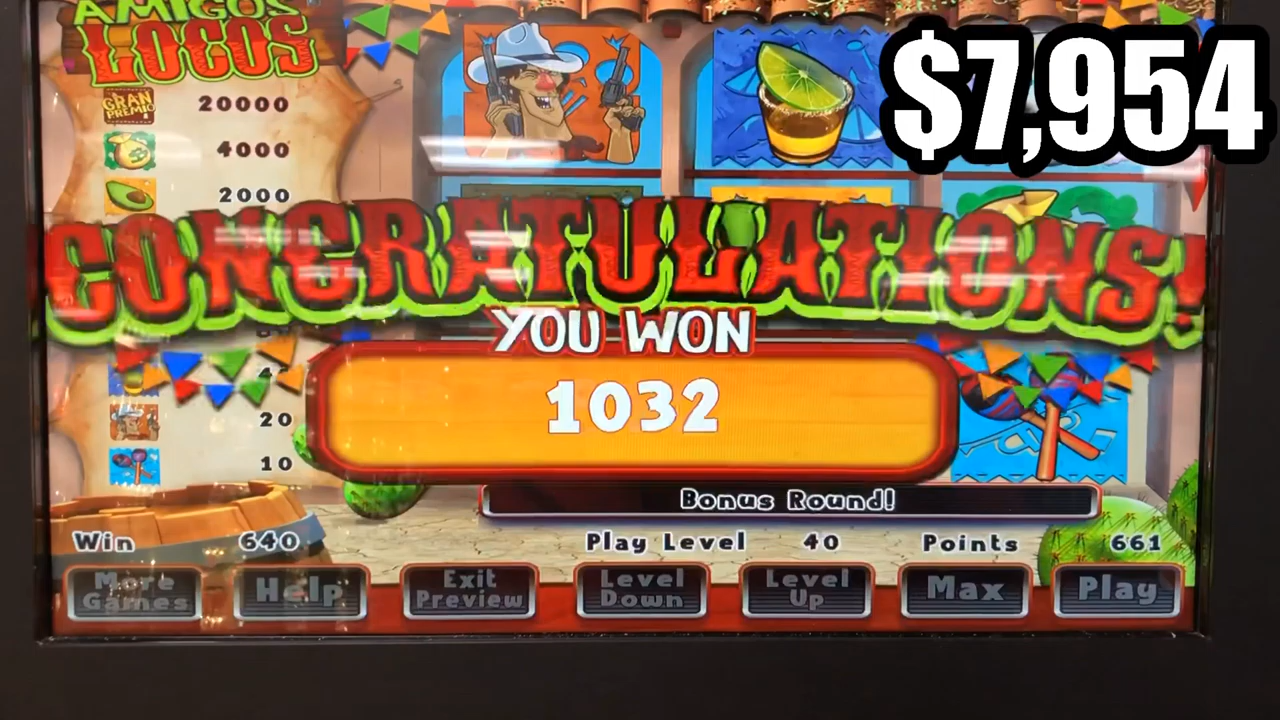 AMIGOS
LOCOS
$7,954
GRAN PREMIO 20000
4000
2000
CONGRATULATIONS!
YOU WON
1032
20
10
Bonus Round!
Win 640 Play Level 40 Points 661
More Games
Help
Exit Preview
Level Down
Level Up
Max
Play